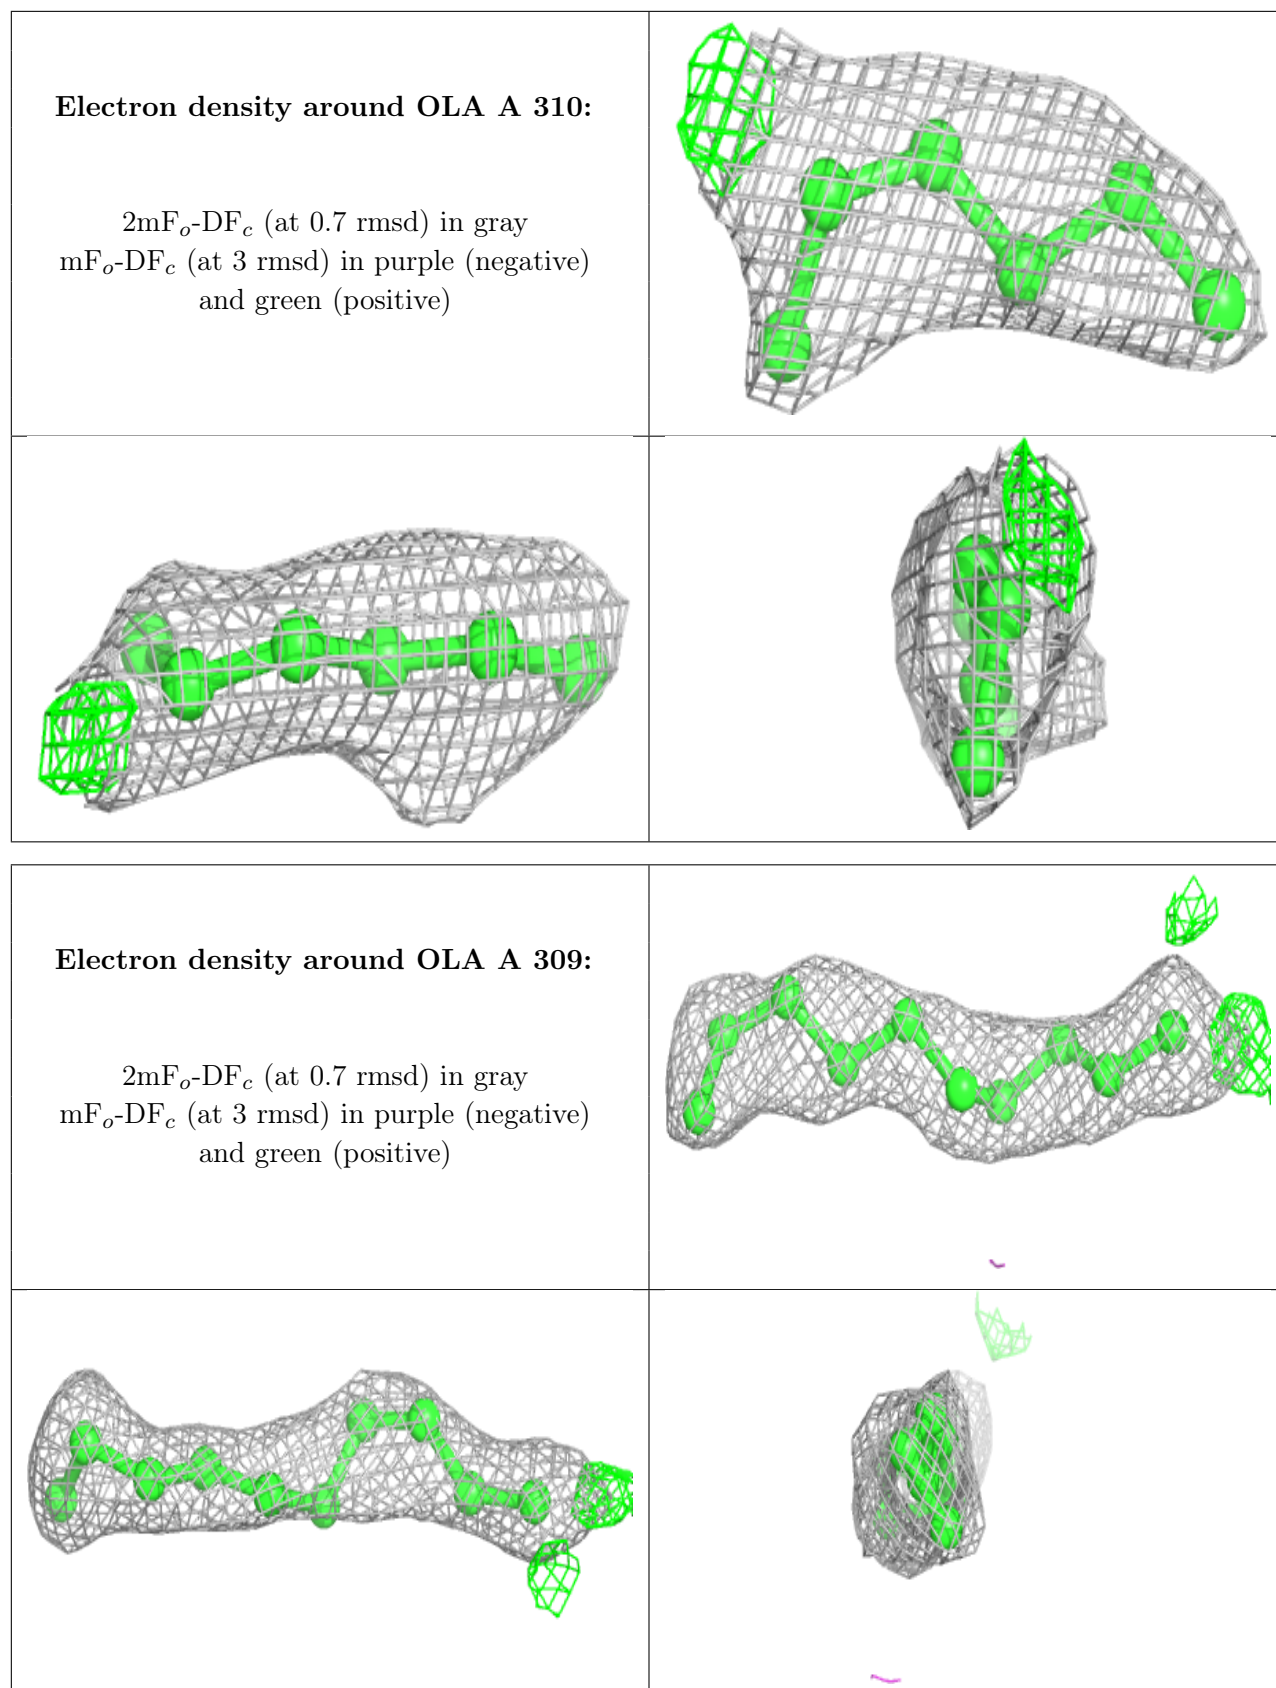 Electron density around OLA A 310:
2mFo-DFc (at 0.7 rmsd) in gray
mFo-DFc (at 3 rmsd) in purple (negative)
and green (positive)
Electron density around OLA A 309:
2mFo-DFc (at 0.7 rmsd) in gray
mFo-DFc (at 3 rmsd) in purple (negative)
and green (positive)